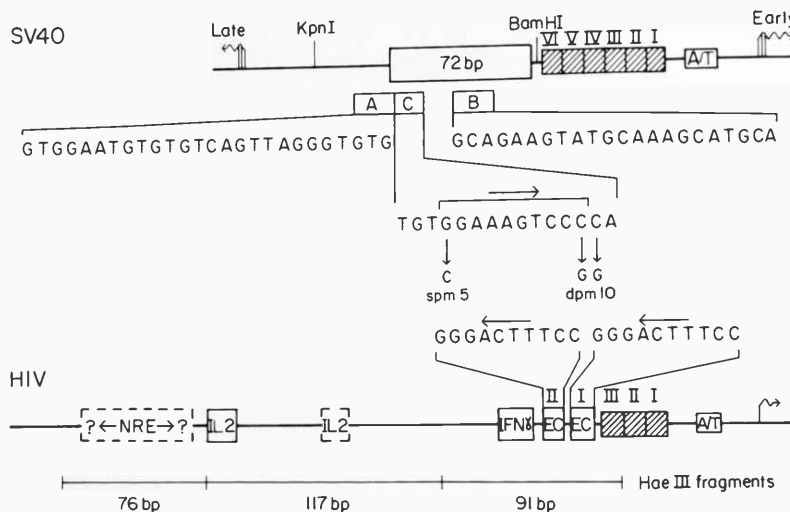 SV40
Late
KpnI
BamHI
VI V IV III II I
Early
72 bp
A/T
A C B
GTGGAATGTGTGTCAGTTAGGGTGTG
GCAGAAGTATGCAAAGCATGCA
TGTGGAAAGTCCCCA
C
GG
spm 5
dpm 10
GGGACTTTCC GGGACTTTCC
HIV
II I III II I
? ←NRE→ ?
IL2
IL2
IFNɣ
EC
EC
A/T
76 bp
117 bp
91 bp
Hae III fragments